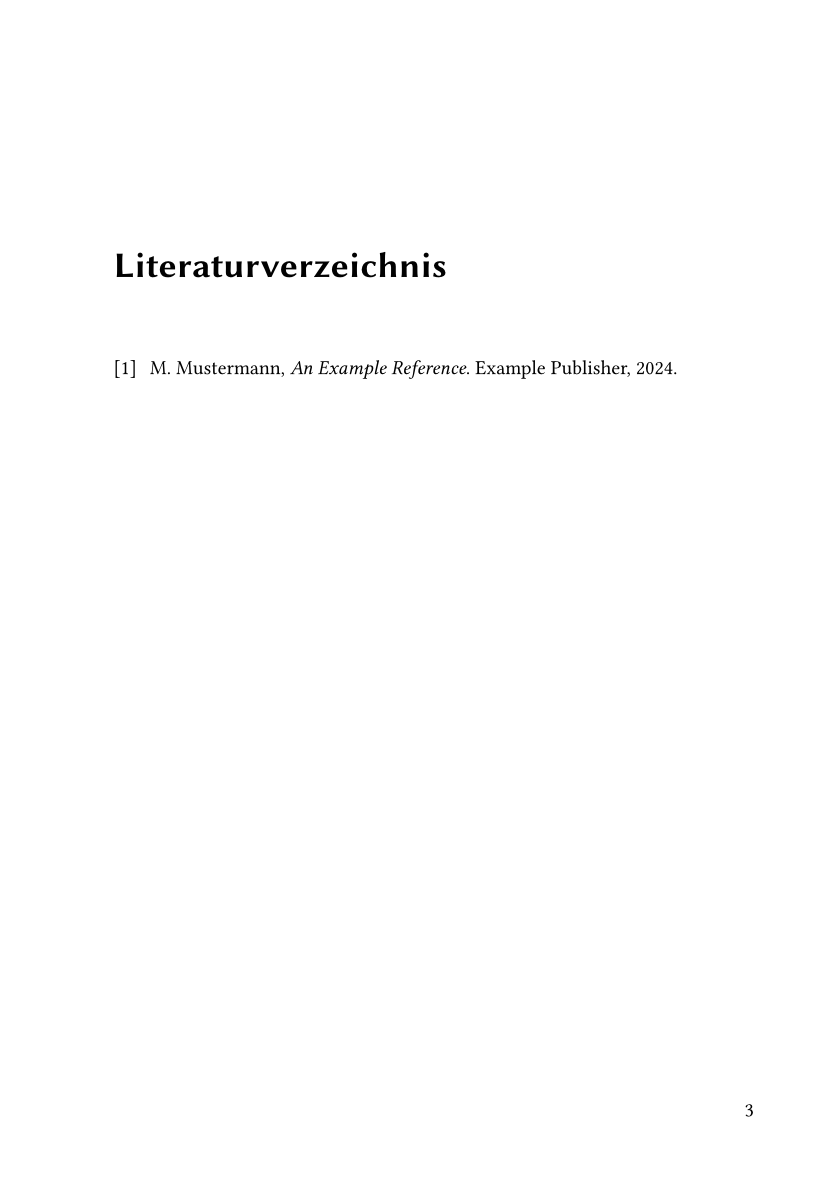 Literaturverzeichnis
[1] M. Mustermann, An Example Reference. Example Publisher, 2024.
3